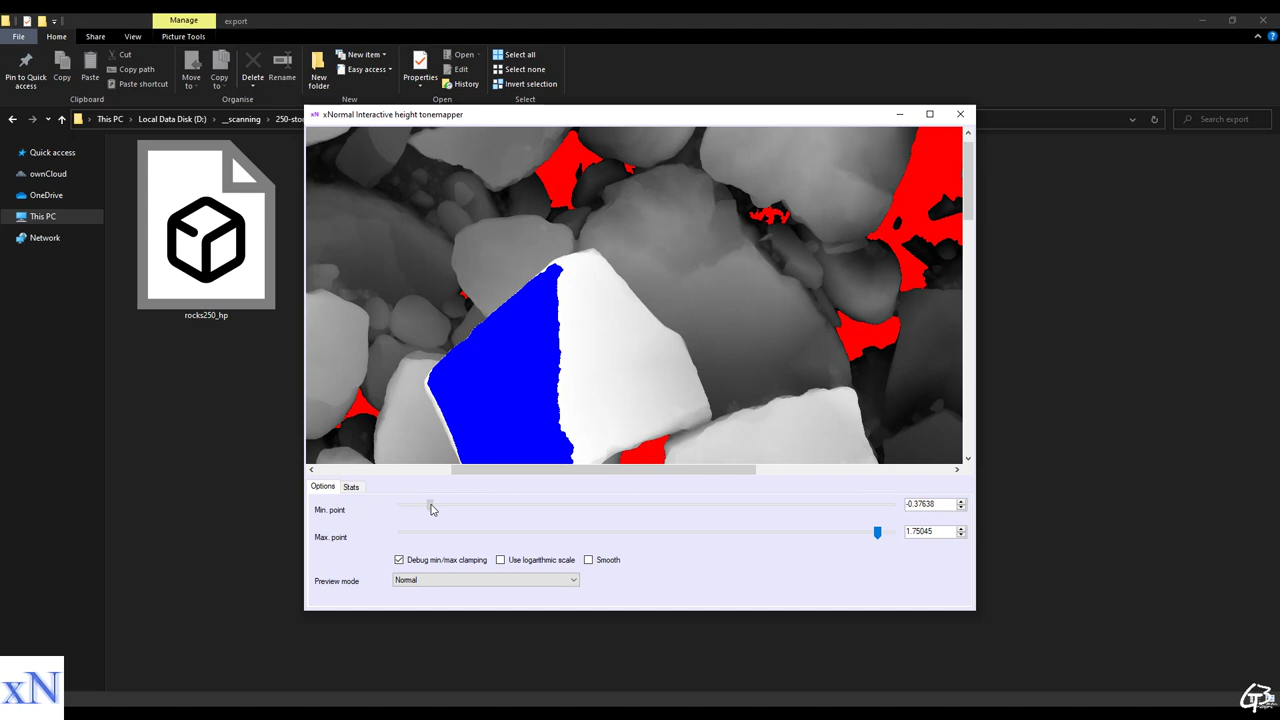 Manage
export
File
Home
Share
View
Picture Tools
Pin to Quick
access
Copy
Paste
Cut
Copy path
Paste shortcut
Clipboard
Move
to
Copy
to
Delete
Rename
Organise
New
folder
New item
Easy access
New
Properties
Open
Edit
History
Open
Select all
Select none
Invert selection
Select
This PC
Local Data Disk (D:)
__scanning
Search export
xN xNormal Interactive height tonemapper
Quick access
ownCloud
OneDrive
This PC
Network
rocks250_hp
Options
Stats
Min. point
-0.37638
Max. point
1.75045
Debug min/max clamping
Use logarithmic scale
Smooth
Preview mode
Normal
xN